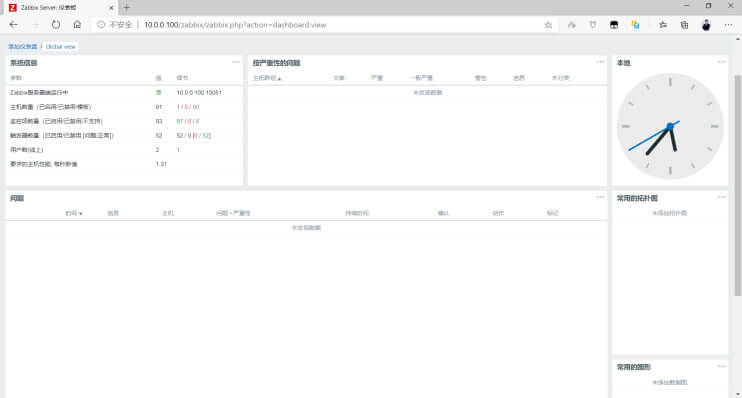 Zabbix Server: 仪表板
不安全 | 10.0.0.100/zabbix/zabbix.php?action=dashboard.view
添加仪表盘 / Global view
系统信息
参数 值 细节
Zabbix服务器端运行中 是 10.0.0.100:10051
主机数量 (已启用/已禁用/模板) 91 1 / 0 / 90
监控项数量 (已启用/已禁用/不支持) 93
触发器数量 (已启用/已禁用 [问题/正常]) 52 52 / 0 [0 / 52]
用户数(线上) 2 1
要求的主机性能, 每秒新值 1.31
按严重性的问题
主机群组▲ 灾难 严重 一般严重 警告 信息 未分类
未发现数据
本地
问题
时间▼ 信息 主机 问题 • 严重性 持续时间 确认 动作 标记
未发现数据
常用的拓扑图
未添加拓扑图
常用的图形